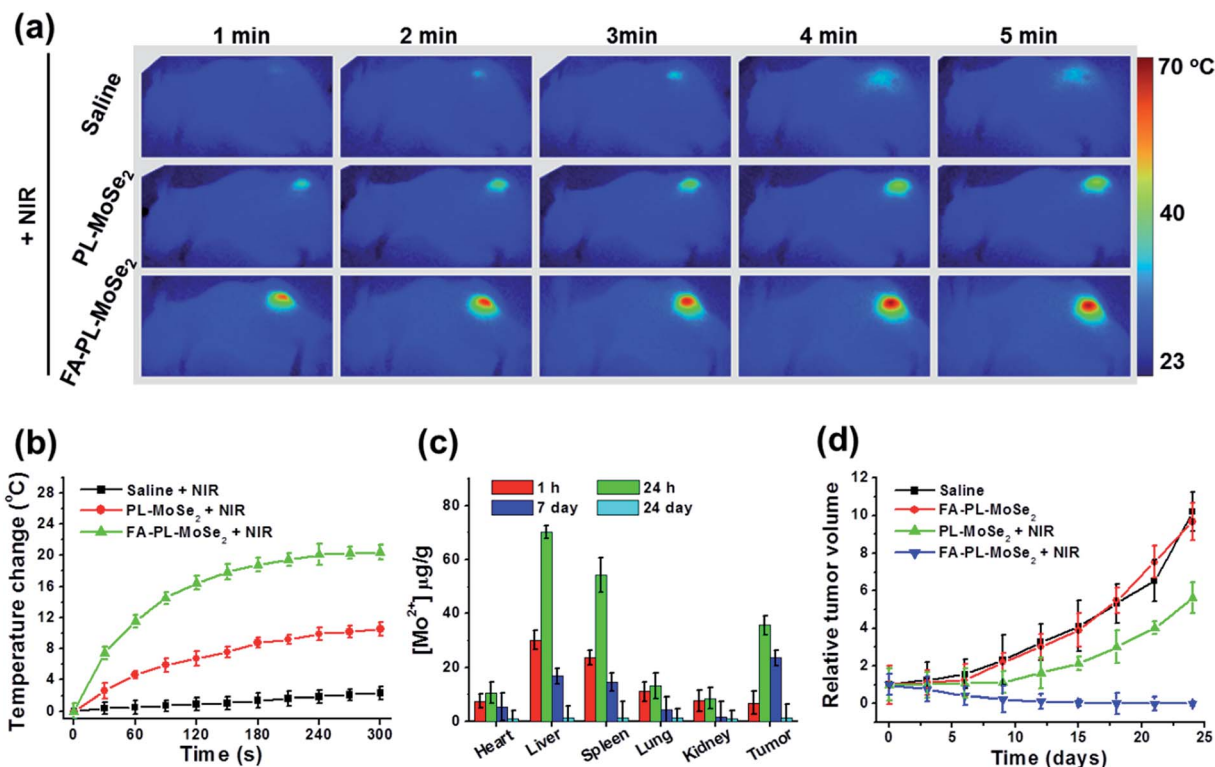 (a)
1 min 2 min 3min 4 min 5 min
+ NIR
Saline
PL-MoSe₂
FA-PL-MoSe₂
70 ºC
40
23
(b)
Temperature change (°C)
28
24
20
16
12
8
4
0
Saline + NIR
PL-MoSe₂ + NIR
FA-PL-MoSe₂ + NIR
0 60 120 180 240 300
Time (s)
(c)
[Mo²⁺] μg/g
80
60
40
20
0
1 h 24 h
7 day 24 day
Heart Liver Spleen Lung Kidney Tumor
(d)
Relative tumor volume
12
10
8
6
4
2
0
Saline
FA-PL-MoSe₂
PL-MoSe₂ + NIR
FA-PL-MoSe₂ + NIR
0 5 10 15 20 25
Time (days)